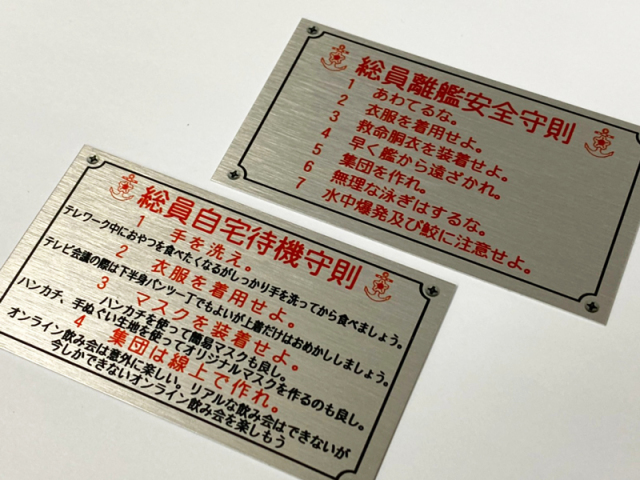 総員離艦安全守則
1 あわてるな。
2 衣服を着用せよ。
3 救命胴衣を装着せよ。
4 早く艦から遠ざかれ。
5 集団を作れ。
6 無理な泳ぎはするな。
7 水中爆発及び鮫に注意せよ。
総員自宅待機守則
1 手を洗え。
テレワーク中におやつを食べたくなるがしっかり手を洗ってから食べましょう。
2 衣服を着用せよ。
テレビ会議の際は下半身パンツ一丁でもよいが上着だけはおめかししましょう。
3 マスクを装着せよ。
ハンカチを使って簡易マスクも良し。
ハンカチ、手ぬぐい生地を使ってオリジナルマスクを作るのも良し。
4 集団は線上で作れ。
オンライン飲み会は意外に楽しい。リアルな飲み会はできないが
今しかできないオンライン飲み会を楽しもう